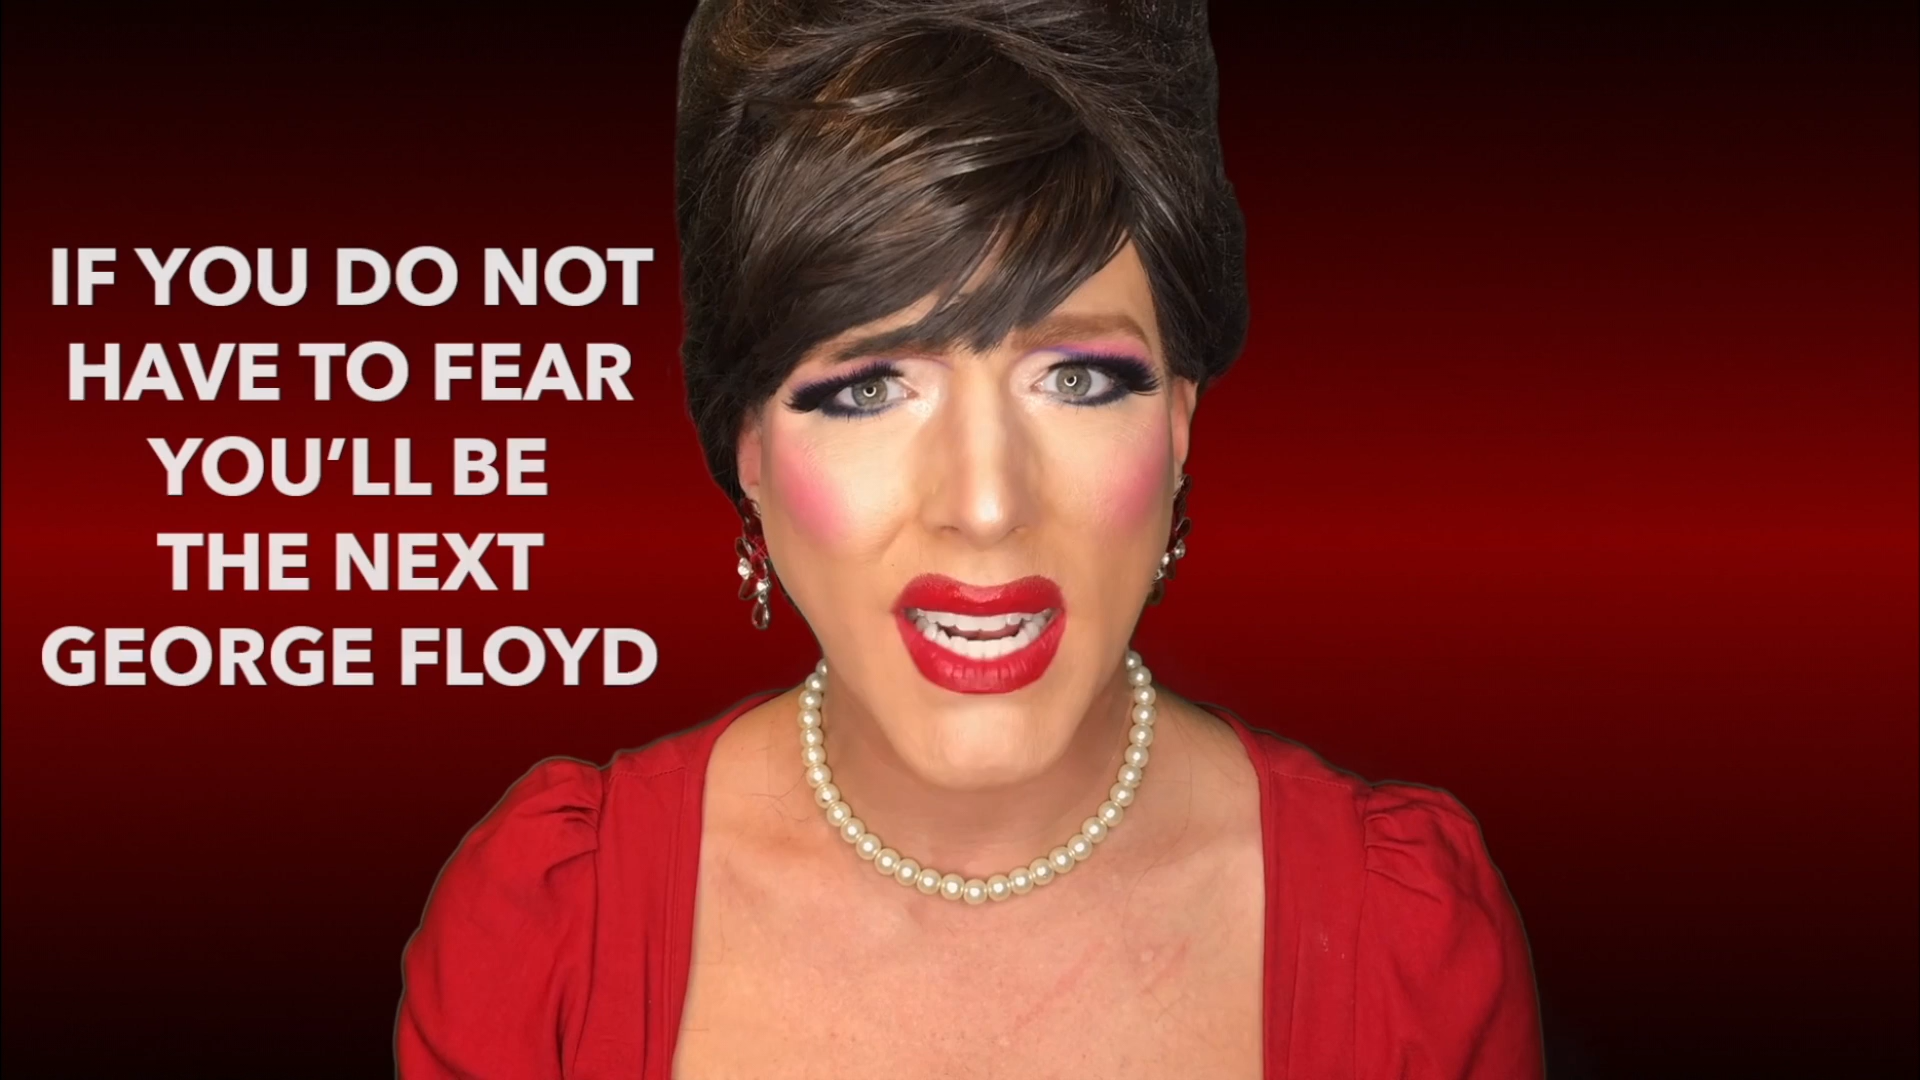 IF YOU DO NOT
HAVE TO FEAR
YOU’LL BE
THE NEXT
GEORGE FLOYD